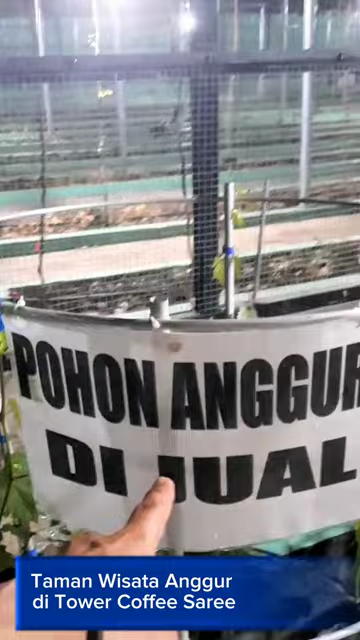 POHON ANGGUR
DI JUAL
Taman Wisata Anggur
di Tower Coffee Saree